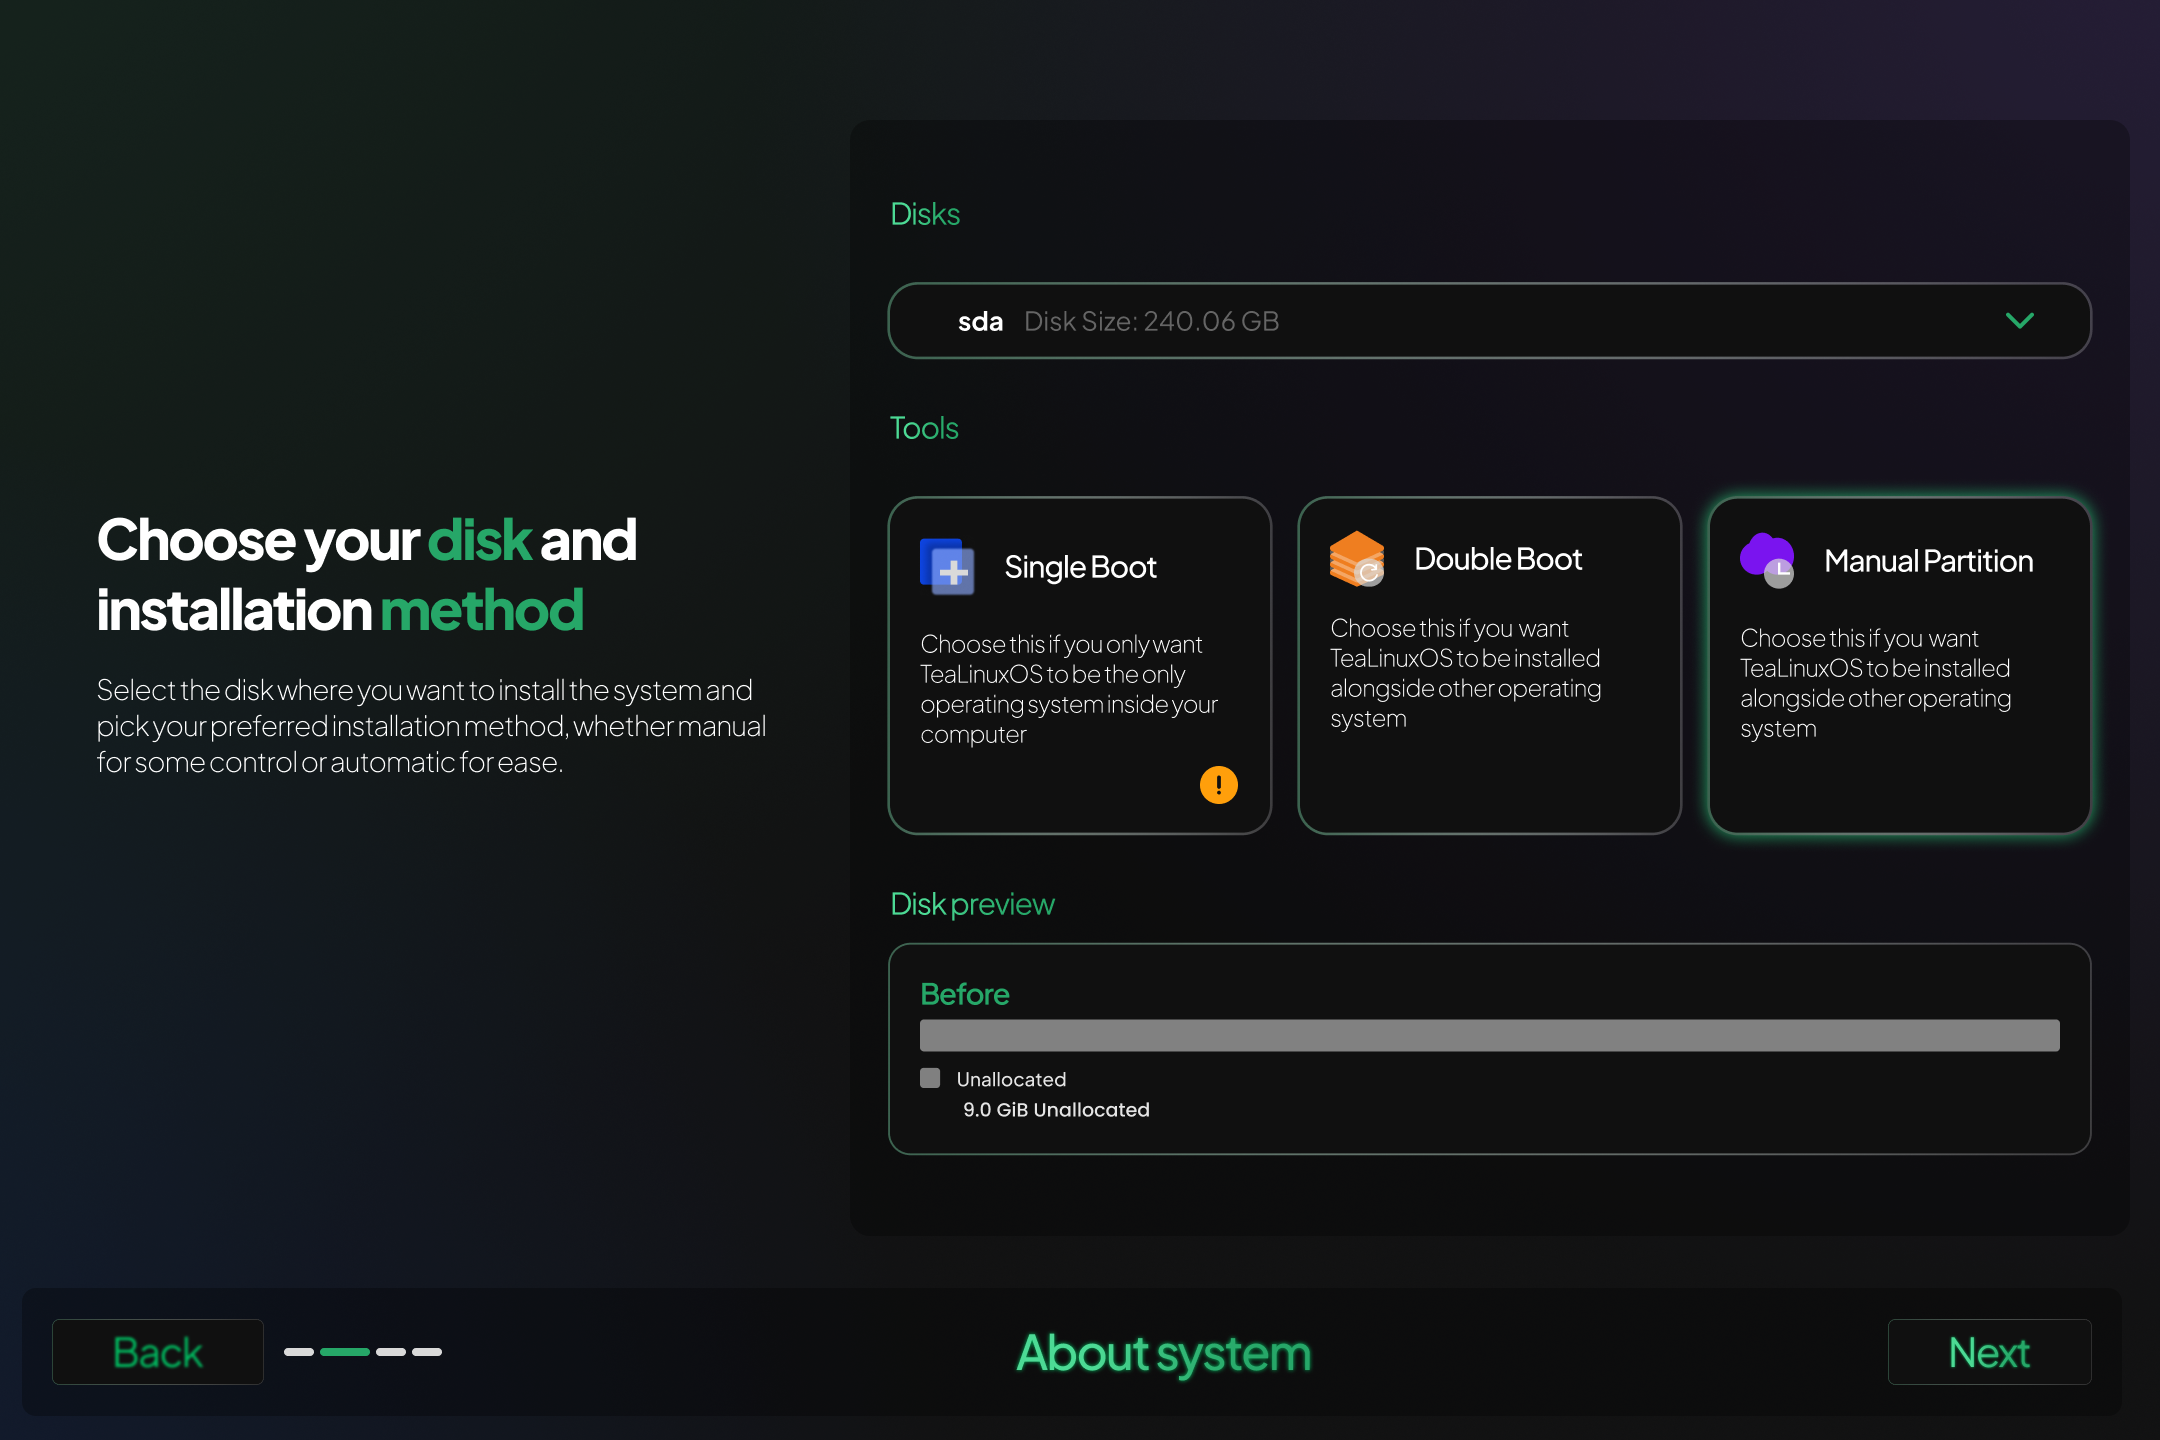 Choose your disk and
installation method
Select the disk where you want to install the system and
pick your preferred installation method, whether manual
for some control or automatic for ease.
Disks
sda Disk Size: 240.06 GB
Tools
Single Boot
Choose this if you only want
TeaLinuxOS to be the only
operating system inside your
computer
Double Boot
Choose this if you want
TeaLinuxOS to be installed
alongside other operating
system
Manual Partition
Choose this if you want
TeaLinuxOS to be installed
alongside other operating
system
Disk preview
Before
Unallocated
9.0 GiB Unallocated
Back
About system
Next